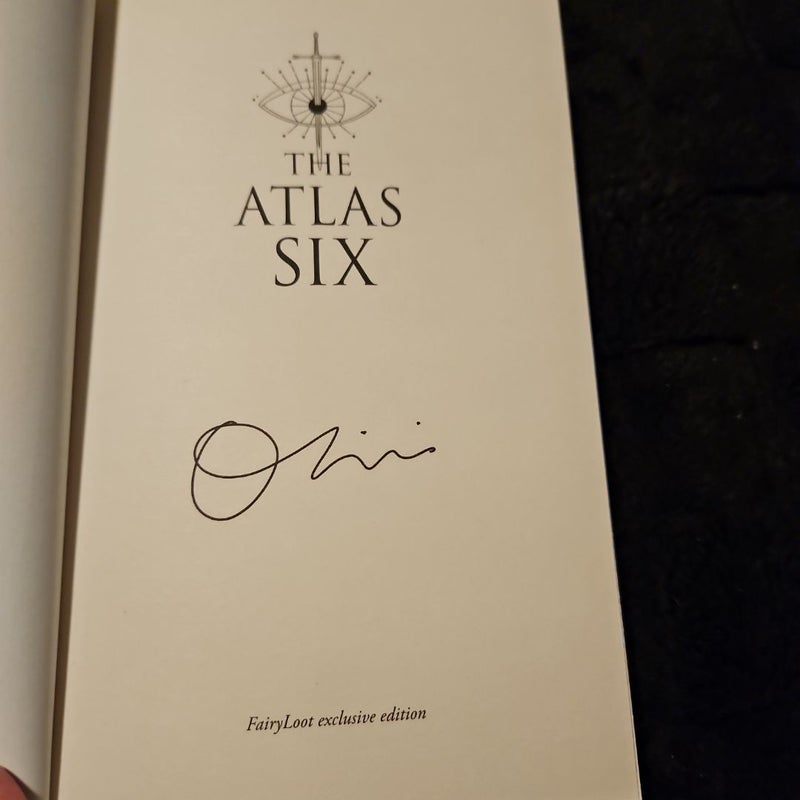 THE
ATLAS
SIX
FairyLoot exclusive edition